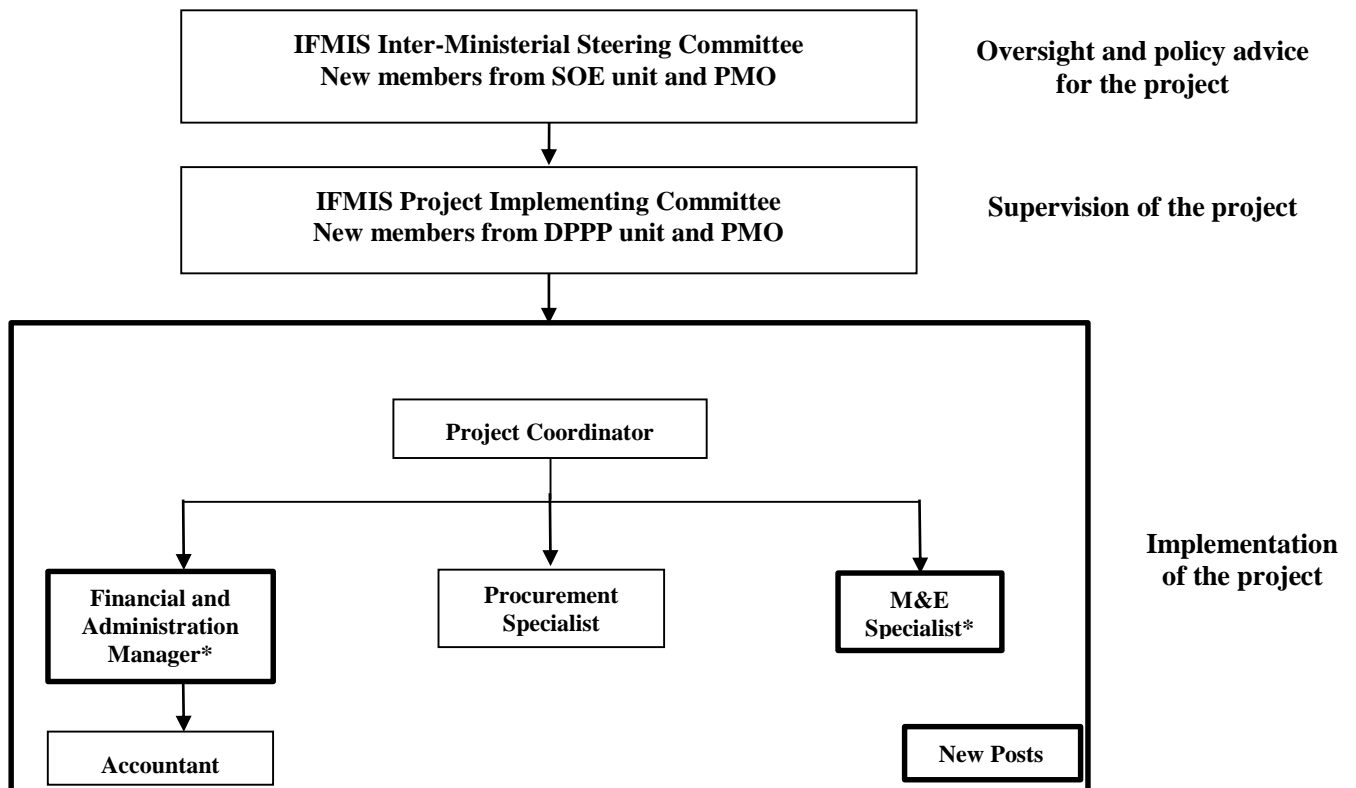 IFMIS Inter-Ministerial Steering Committee
New members from SOE unit and PMO
Oversight and policy advice
for the project
IFMIS Project Implementing Committee
New members from DPPP unit and PMO
Supervision of the project
Project Coordinator
Financial and
Administration
Manager*
Procurement
Specialist
M&E
Specialist*
Implementation
of the project
Accountant
New Posts